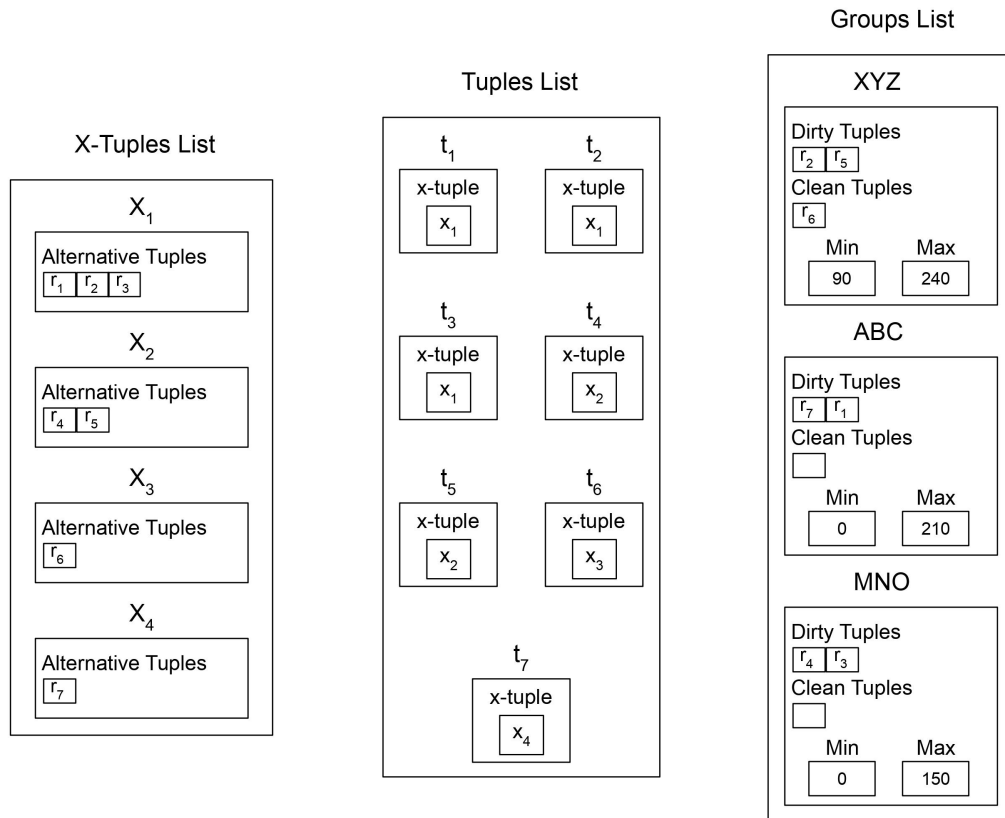 X-Tuples List
X₁
Alternative Tuples
r₁ r₂ r₃
X₂
Alternative Tuples
r₄ r₅
X₃
Alternative Tuples
r₆
X₄
Alternative Tuples
r₇
Tuples List
t₁ t₂
x-tuple x-tuple
x₁ x₁
t₃ t₄
x-tuple x-tuple
x₁ x₂
t₅ t₆
x-tuple x-tuple
x₂ x₃
t₇
x-tuple
x₄
Groups List
XYZ
Dirty Tuples
r₂ r₅
Clean Tuples
r₆
Min Max
90 240
ABC
Dirty Tuples
r₇ r₁
Clean Tuples
Min Max
0 210
MNO
Dirty Tuples
r₄ r₃
Clean Tuples
Min Max
0 150